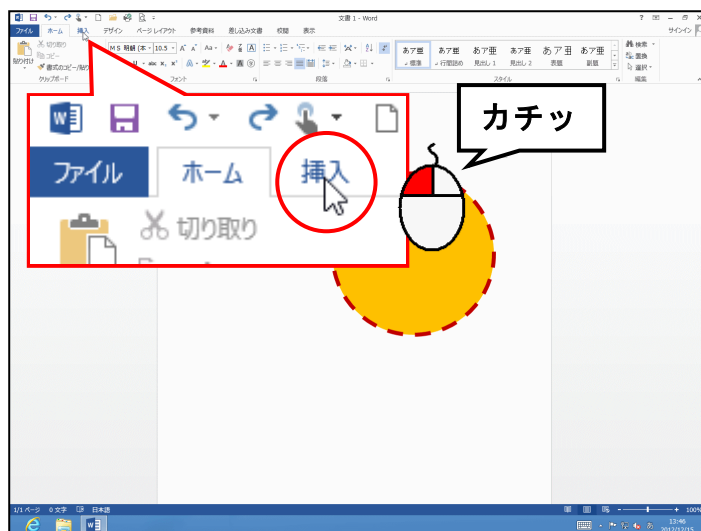 文書 1 - Word
ファイル ホーム 挿入 デザイン ページ レイアウト 参考資料 差し込み文書 校閲 表示 サインイン
切り取り
コピー
貼り付け
書式のコピー/貼り
ＭＳ 明朝 (本 10.5
あア亜 あア亜 あア亜 あア亜 あア亜 あア亜
標準 行間詰め 見出し 1 見出し 2 表題 副題
検索
置換
選択
クリップボード フォント 段落 スタイル 編集
ファイル ホーム 挿入
切り取り
カチッ
1/1 ページ 0 文字 日本語 100%
13:46
2012/12/15